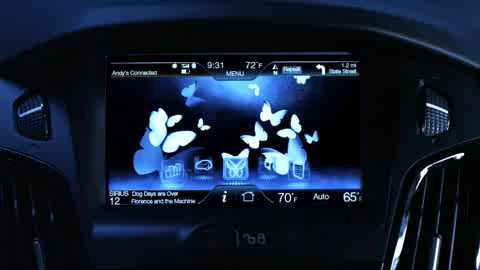 9:31 72°F 1.2 mi
Andy's Connected MENU N Repeat State Street
SIRIUS Dog Days are Over
12 Florence and the Machine i 70°F Auto 65°F